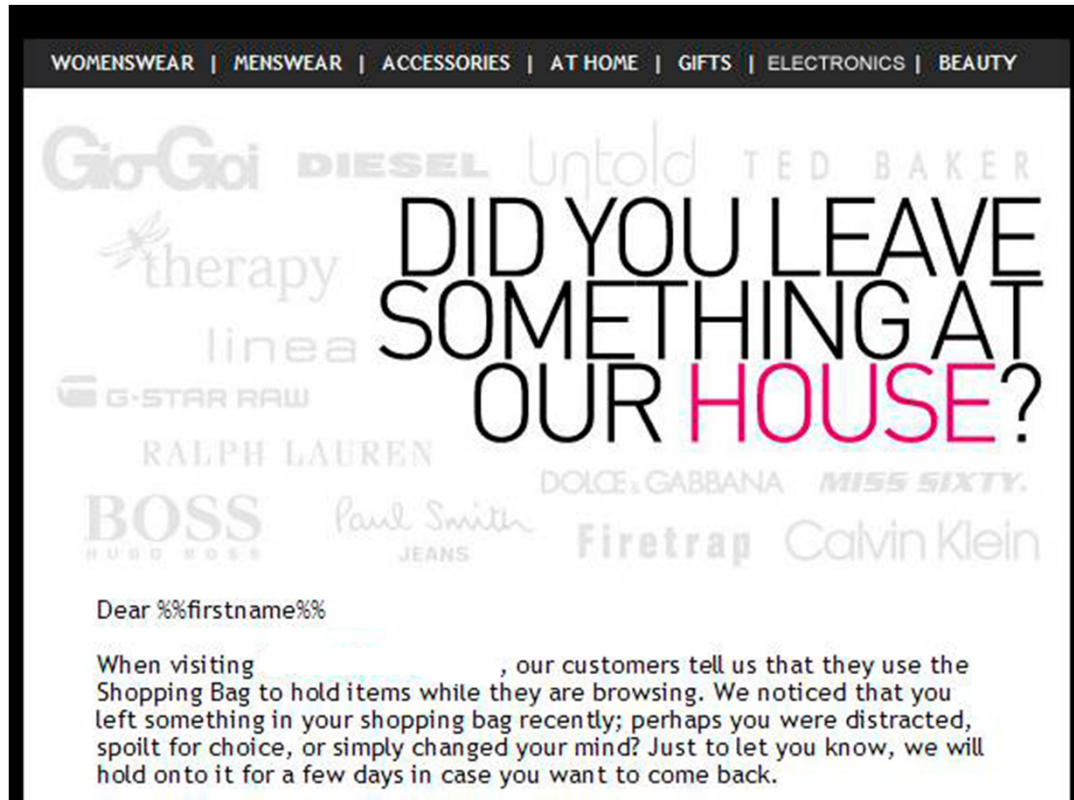 WOMENSWEAR | MENSWEAR | ACCESSORIES | AT HOME | GIFTS | ELECTRONICS | BEAUTY
Gio-Goi DIESEL Untold TED BAKER
DID YOU LEAVE
therapy
SOMETHING AT
linea
OUR HOUSE?
G-STAR RAW
RALPH LAUREN
DOLCE & GABBANA MISS SIXTY.
BOSS
HUGO BOSS
Paul Smith
JEANS
Firetrap Calvin Klein
Dear %%firstname%%
When visiting , our customers tell us that they use the
Shopping Bag to hold items while they are browsing. We noticed that you
left something in your shopping bag recently; perhaps you were distracted,
spoilt for choice, or simply changed your mind? Just to let you know, we will
hold onto it for a few days in case you want to come back.